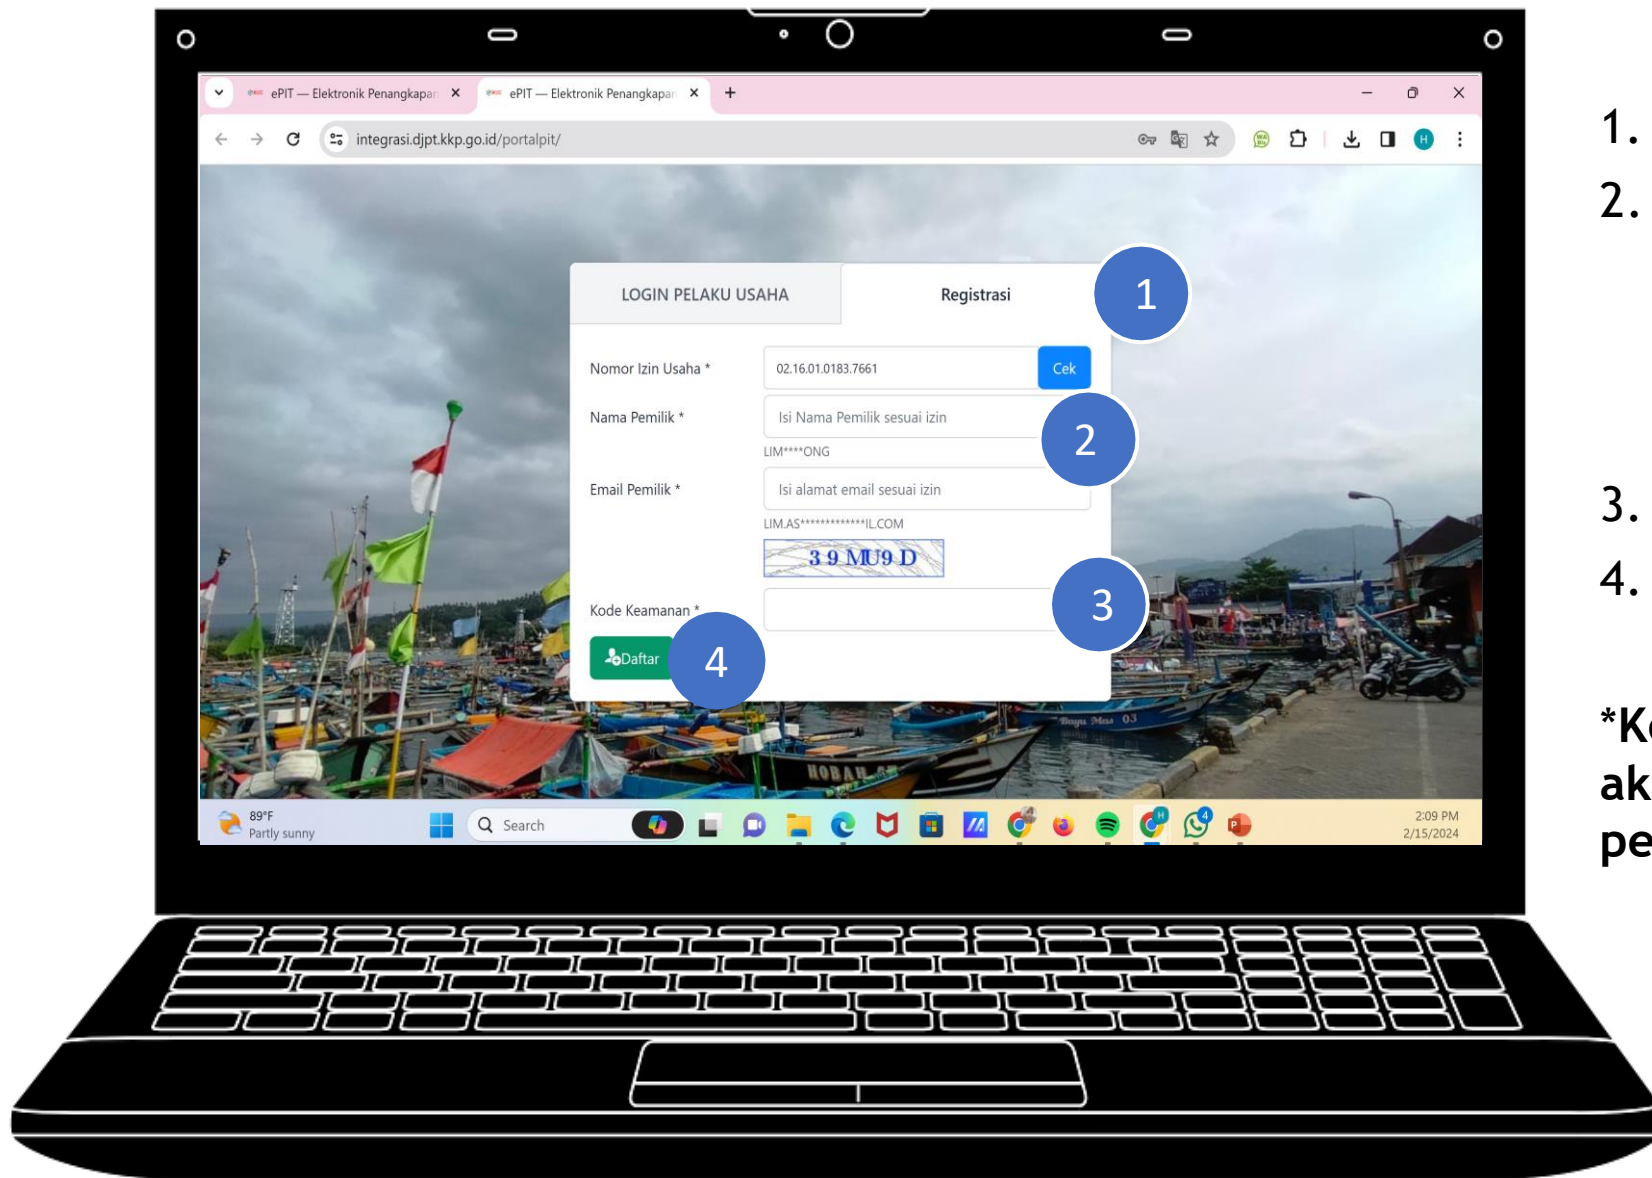 ePIT — Elektronik Penangkapan
ePIT — Elektronik Penangkapan
integrasi.djpt.kkp.go.id/portalpit/
H
LOGIN PELAKU USAHA
Registrasi
1
Nomor Izin Usaha *
02.16.01.0183.7661
Cek
Nama Pemilik *
Isi Nama Pemilik sesuai izin
2
LIM****ONG
Email Pemilik *
Isi alamat email sesuai izin
LIM.AS*************IL.COM
3 9 MU9 D
Kode Keamanan *
3
Daftar
4
Bayu Mas 03
89°F
Partly sunny
Search
2:09 PM
2/15/2024
1.
2.
3.
4.